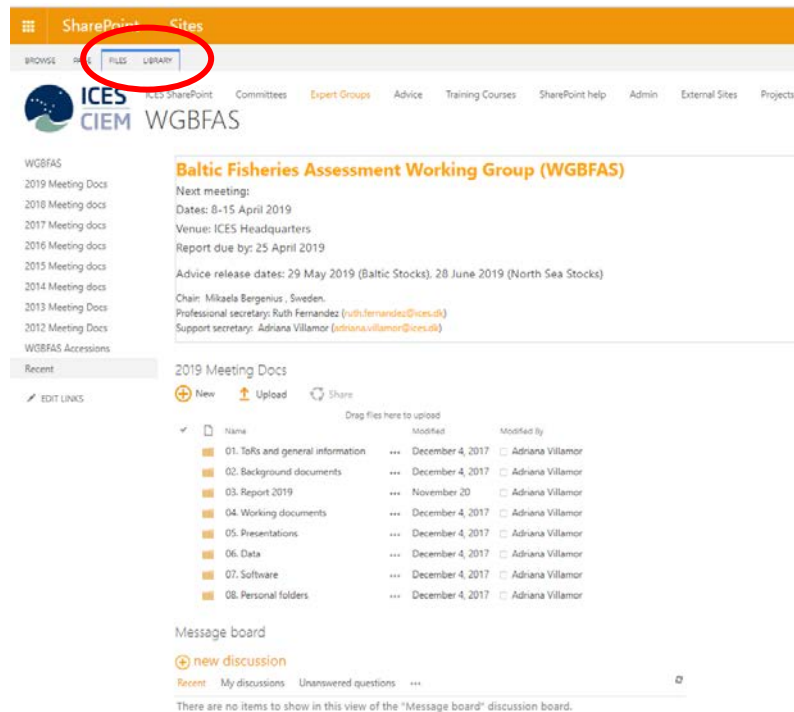 SharePoint Sites
BROWSE PAGE FILES LIBRARY
ICES
CIEM
ICES SharePoint Committees Expert Groups Advice Training Courses SharePoint help Admin External Sites Projects
WGBFAS
WGBFAS
2019 Meeting Docs
2018 Meeting docs
2017 Meeting docs
2016 Meeting docs
2015 Meeting docs
2014 Meeting docs
2013 Meeting Docs
2012 Meeting Docs
WGBFAS Accessions
Recent
EDIT LINKS
Baltic Fisheries Assessment Working Group (WGBFAS)
Next meeting:
Dates: 8-15 April 2019
Venue: ICES Headquarters
Report due by: 25 April 2019
Advice release dates: 29 May 2019 (Baltic Stocks), 28 June 2019 (North Sea Stocks)
Chair: Mikaela Bergenius , Sweden.
Professional secretary: Ruth Fernandez (ruth.fernandez@ices.dk)
Support secretary: Adriana Villamor (adriana.villamor@ices.dk)
2019 Meeting Docs
New Upload Share
Drag files here to upload
Name Modified Modified By
01. ToRs and general information ... December 4, 2017 Adriana Villamor
02. Background documents ... December 4, 2017 Adriana Villamor
03. Report 2019 ... November 20 Adriana Villamor
04. Working documents ... December 4, 2017 Adriana Villamor
05. Presentations ... December 4, 2017 Adriana Villamor
06. Data ... December 4, 2017 Adriana Villamor
07. Software ... December 4, 2017 Adriana Villamor
08. Personal folders ... December 4, 2017 Adriana Villamor
Message board
new discussion
Recent My discussions Unanswered questions ...
There are no items to show in this view of the "Message board" discussion board.